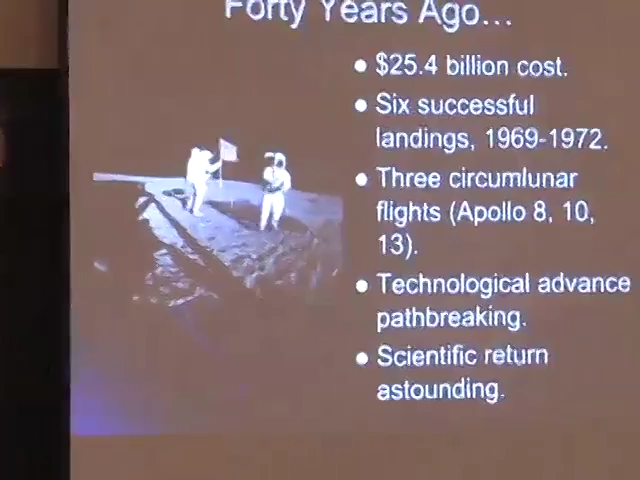 Forty Years Ago...
• $25.4 billion cost.
• Six successful
landings, 1969-1972.
• Three circumlunar
flights (Apollo 8, 10,
13).
• Technological advance
pathbreaking.
• Scientific return
astounding.